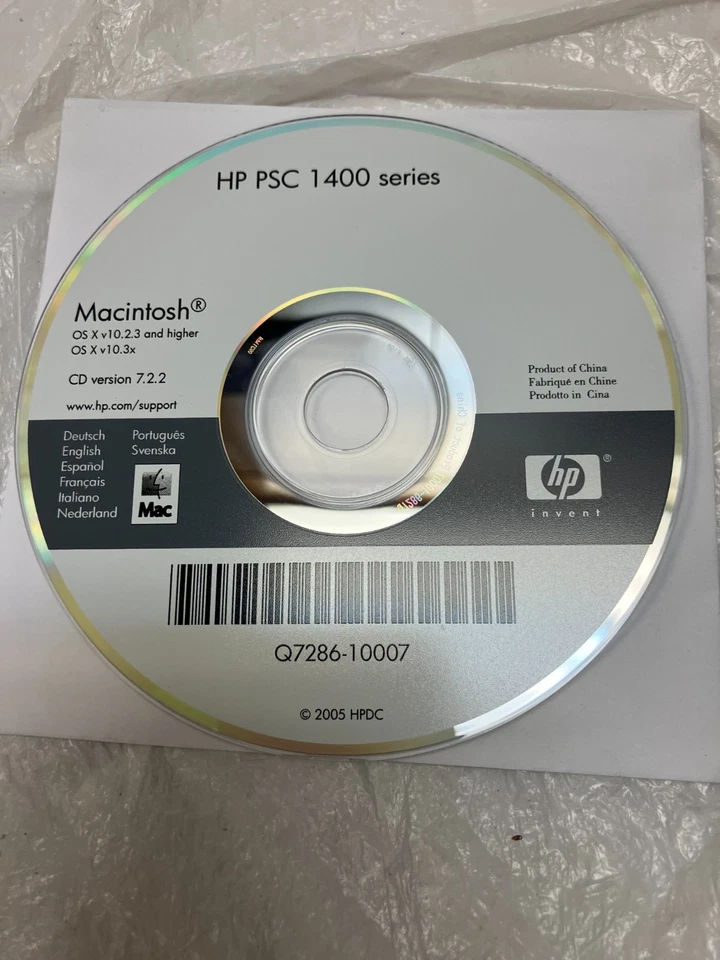 HP PSC 1400 series
Macintosh®
OS X v10.2.3 and higher
OS X v10.3x
CD version 7.2.2
www.hp.com/support
Product of China
Fabriqué en Chine
Prodotto in Cina
Deutsch
English
Español
Français
Italiano
Nederland
Português
Svenska
Mac
hp®
invent
Q7286-10007
© 2005 HPDC